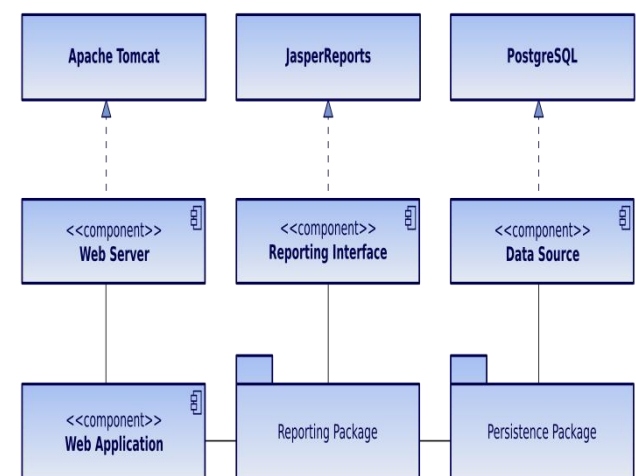 Apache Tomcat
JasperReports
PostgreSQL
<<component>>
Web Server
<<component>>
Reporting Interface
<<component>>
Data Source
<<component>>
Web Application
Reporting Package
Persistence Package